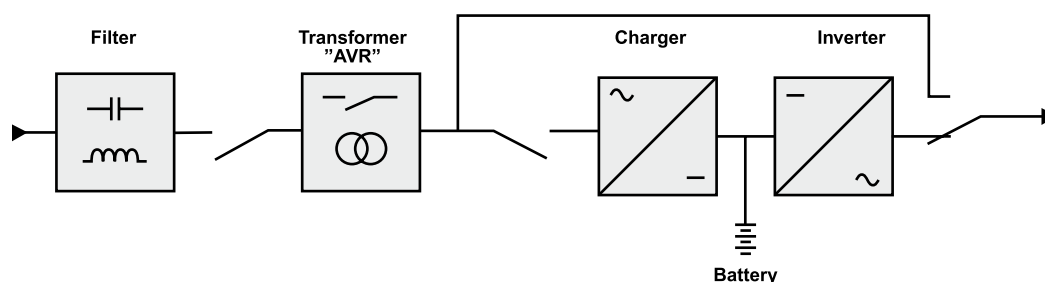 Filter
Transformer
”AVR”
Charger
Inverter
Battery